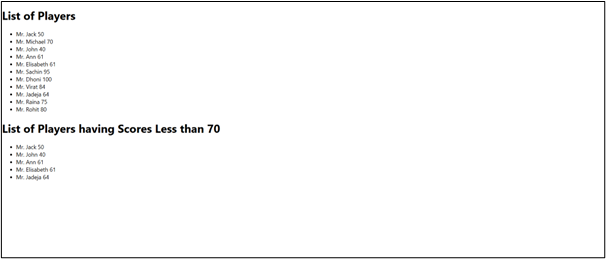 List of Players
Mr. Jack 50
Mr. Michael 70
Mr. John 40
Mr. Ann 61
Mr. Elisabeth 61
Mr. Sachin 95
Mr. Dhoni 100
Mr. Virat 84
Mr. Jadeja 64
Mr. Raina 75
Mr. Rohit 80
List of Players having Scores Less than 70
Mr. Jack 50
Mr. John 40
Mr. Ann 61
Mr. Elisabeth 61
Mr. Jadeja 64